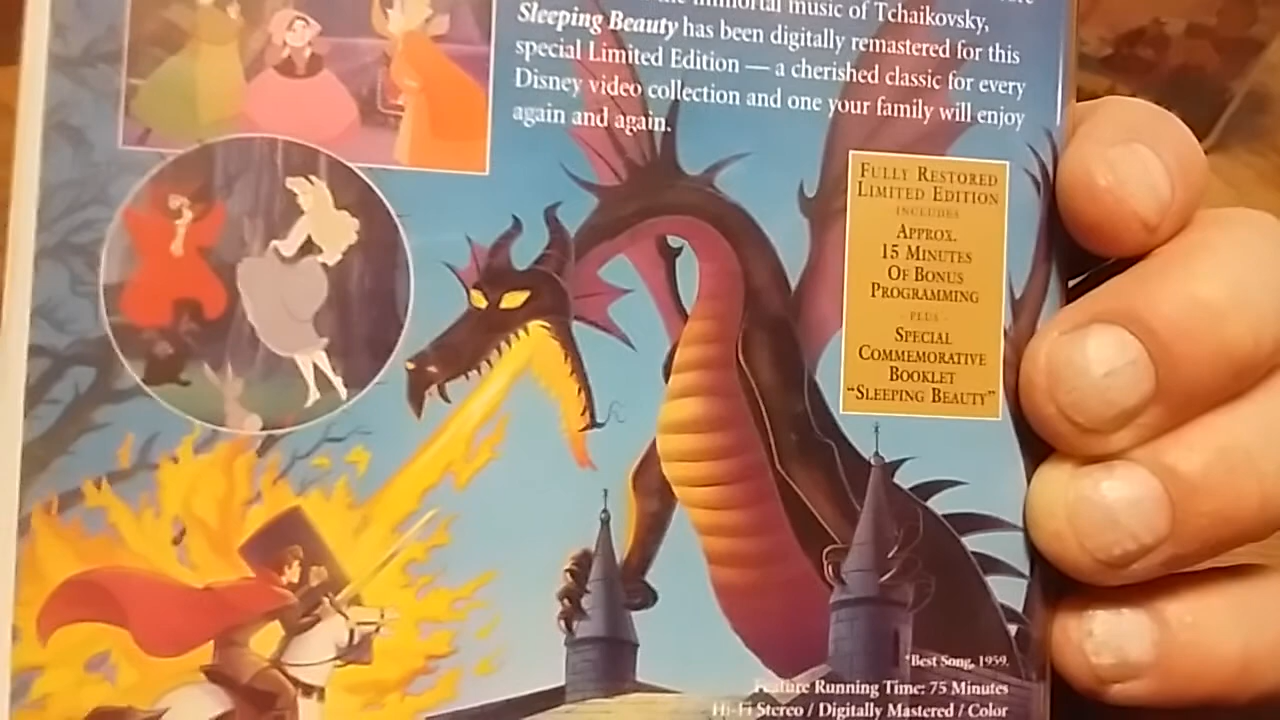 immortal music of Tchaikovsky,
Sleeping Beauty has been digitally remastered for this
special Limited Edition — a cherished classic for every
Disney video collection and one your family will enjoy
again and again.
FULLY RESTORED
LIMITED EDITION
INCLUDES
APPROX.
15 MINUTES
OF BONUS
PROGRAMMING
- PLUS -
SPECIAL
COMMEMORATIVE
BOOKLET
“SLEEPING BEAUTY”
*Best Song, 1959.
Feature Running Time: 75 Minutes
Hi-Fi Stereo / Digitally Mastered / Color